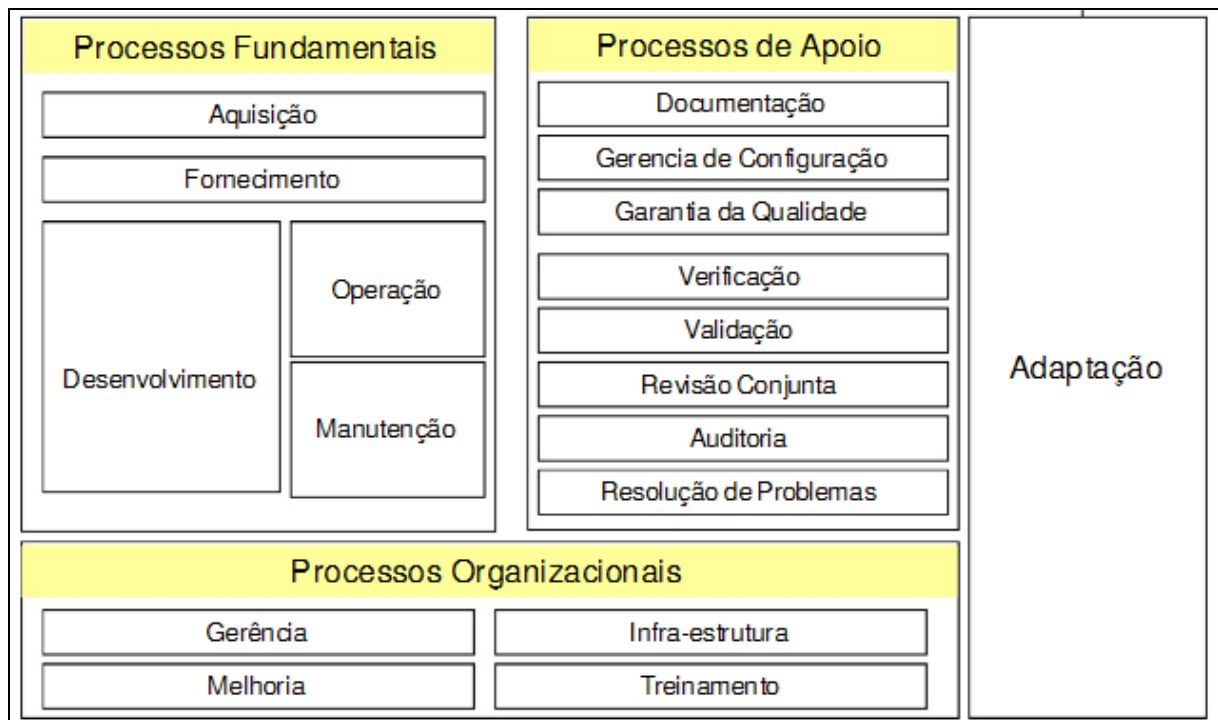 Processos Fundamentais
Aquisição
Fornecimento
Desenvolvimento
Operação
Manutenção
Processos de Apoio
Documentação
Gerencia de Configuração
Garantia da Qualidade
Verificação
Validação
Revisão Conjunta
Auditoria
Resolução de Problemas
Adaptação
Processos Organizacionais
Gerência
Infra-estrutura
Melhoria
Treinamento